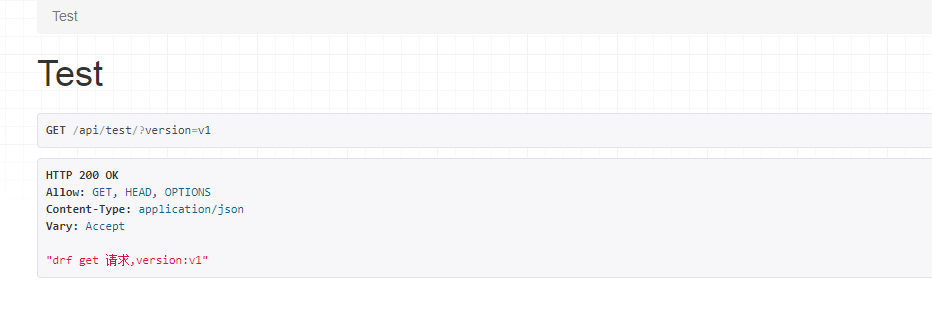 Test
Test
GET /api/test/?version=v1
HTTP 200 OK
Allow: GET, HEAD, OPTIONS
Content-Type: application/json
Vary: Accept
"drf get 请求,version:v1"